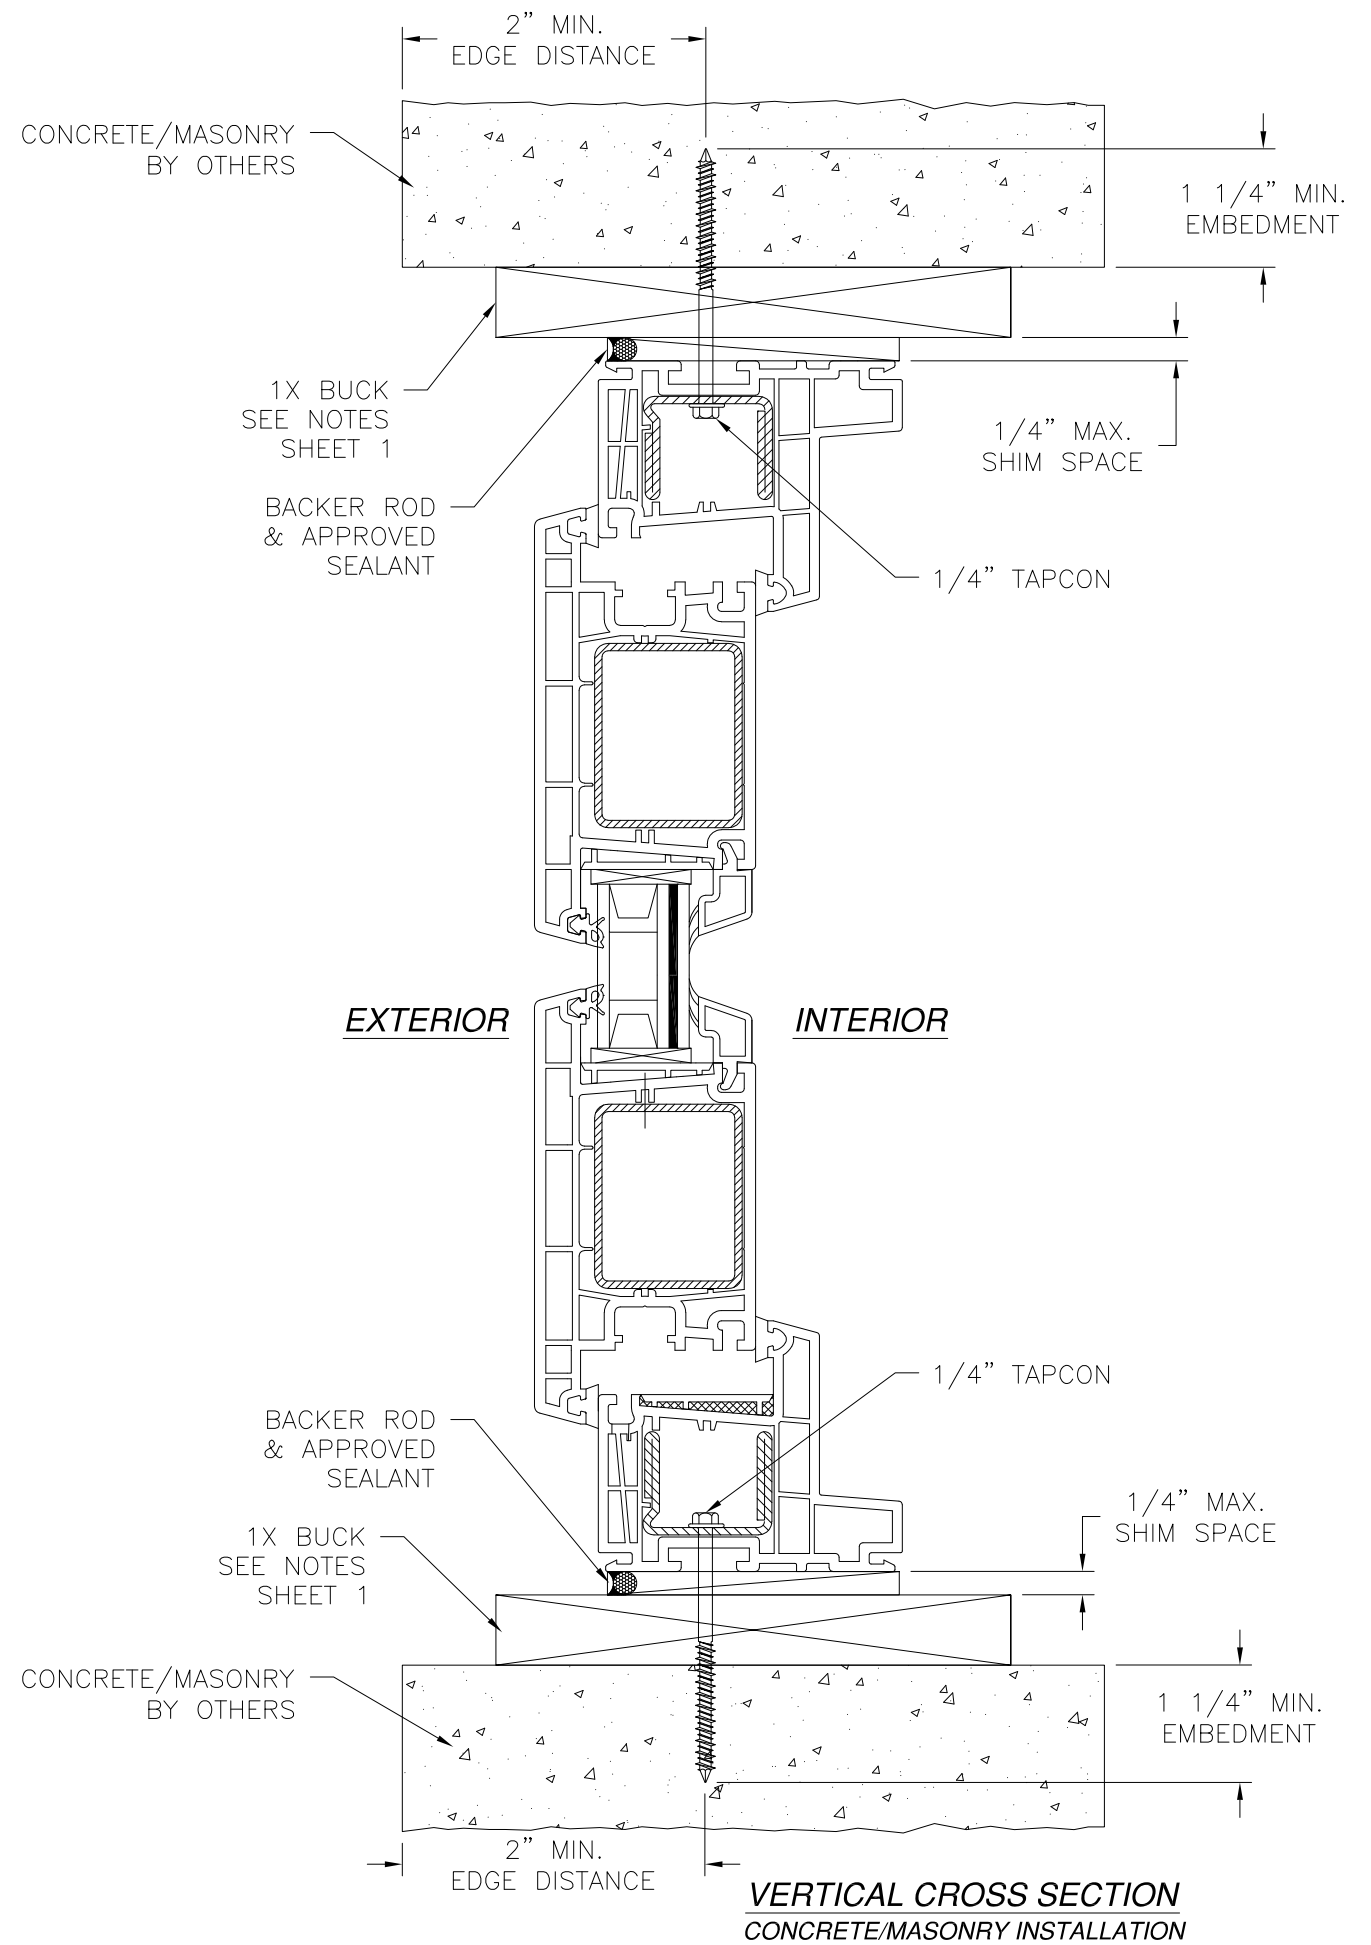 2” MIN.
EDGE DISTANCE
CONCRETE/MASONRY
BY OTHERS
1 1/4” MIN.
EMBEDMENT
1X BUCK
SEE NOTES
SHEET 1
1/4” MAX.
SHIM SPACE
BACKER ROD
& APPROVED
SEALANT
1/4” TAPCON
EXTERIOR
INTERIOR
1/4” TAPCON
BACKER ROD
& APPROVED
SEALANT
1/4” MAX.
SHIM SPACE
1X BUCK
SEE NOTES
SHEET 1
CONCRETE/MASONRY
BY OTHERS
1 1/4” MIN.
EMBEDMENT
2” MIN.
EDGE DISTANCE
VERTICAL CROSS SECTION
CONCRETE/MASONRY INSTALLATION